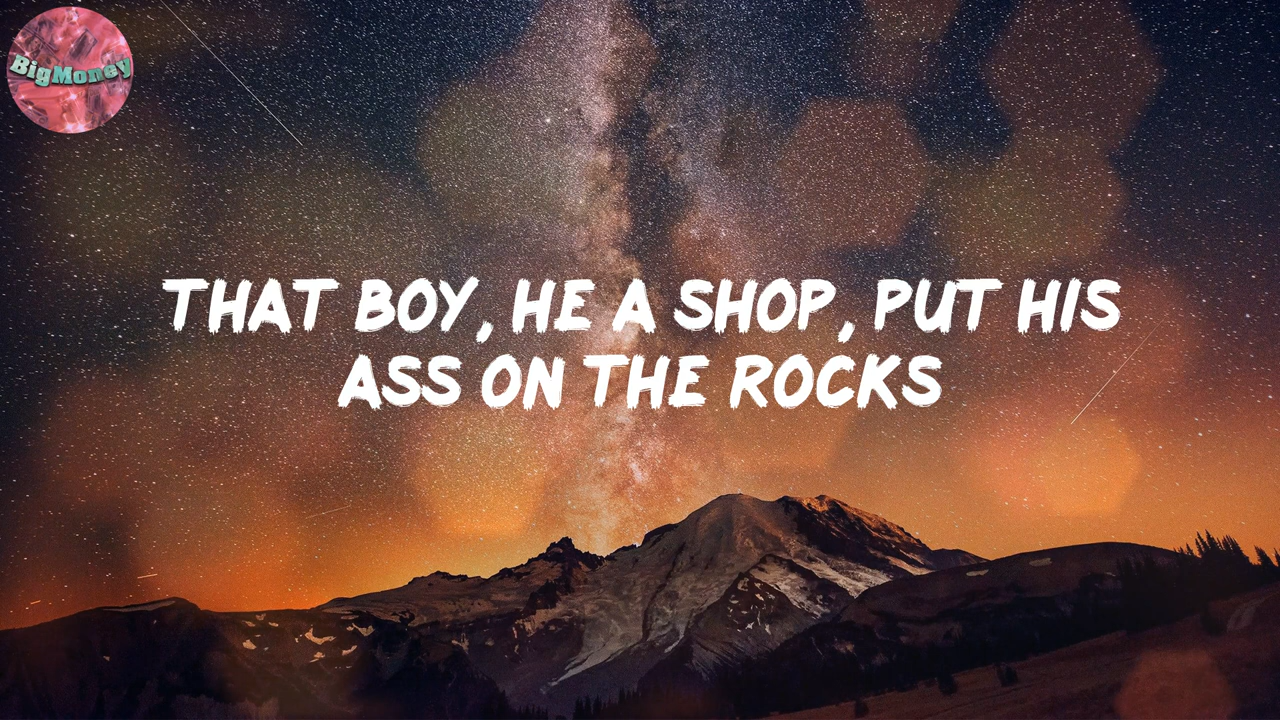 BigMoney
THAT BOY, HE A SHOP, PUT HIS
ASS ON THE ROCKS